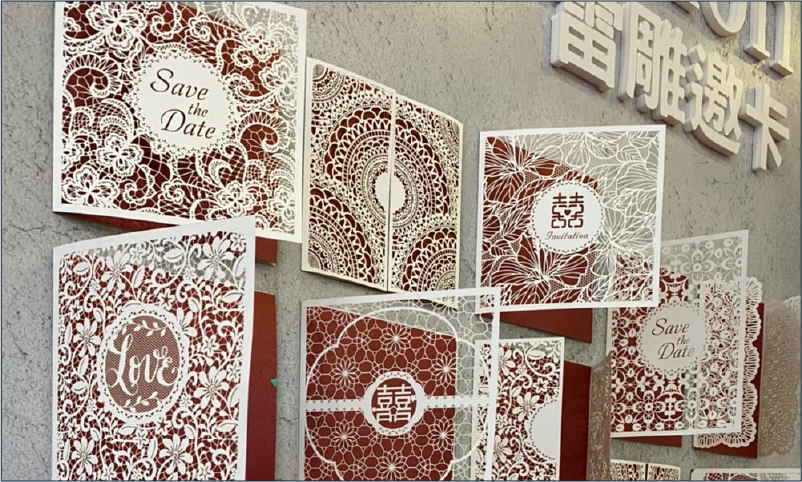 雷雕邀卡
Save
the
Date
囍
Invitation
Love
囍
Save
the
Date